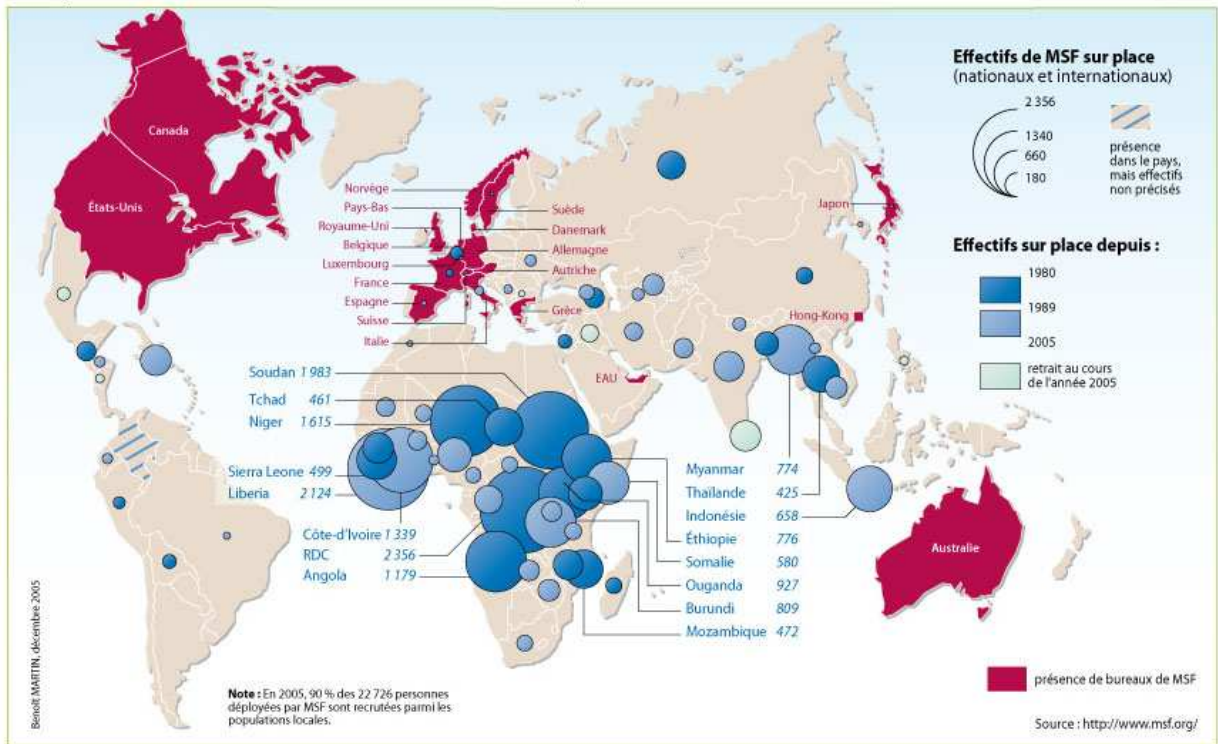 Effectifs de MSF sur place
(nationaux et internationaux)
2 356
1340
660
180
présence
dans le pays,
mais effectifs
non précisés
Effectifs sur place depuis :
1980
1989
2005
retrait au cours
de l'année 2005
Canada
États-Unis
Norvège
Pays-Bas
Royaume-Uni
Belgique
Luxembourg
France
Espagne
Suisse
Italie
Suède
Danemark
Allemagne
Autriche
Grèce
Japon
Hong-Kong
EAU
Australie
Soudan 1 983
Tchad 461
Niger 1 615
Sierra Leone 499
Liberia 2 124
Côte-d'Ivoire 1 339
RDC 2 356
Angola 1 179
Myanmar 774
Thaïlande 425
Indonésie 658
Éthiopie 776
Somalie 580
Ouganda 927
Burundi 809
Mozambique 472
Benoît MARTIN, décembre 2005
Note : En 2005, 90 % des 22 726 personnes
déployées par MSF sont recrutées parmi les
populations locales.
présence de bureaux de MSF
Source : http://www.msf.org/